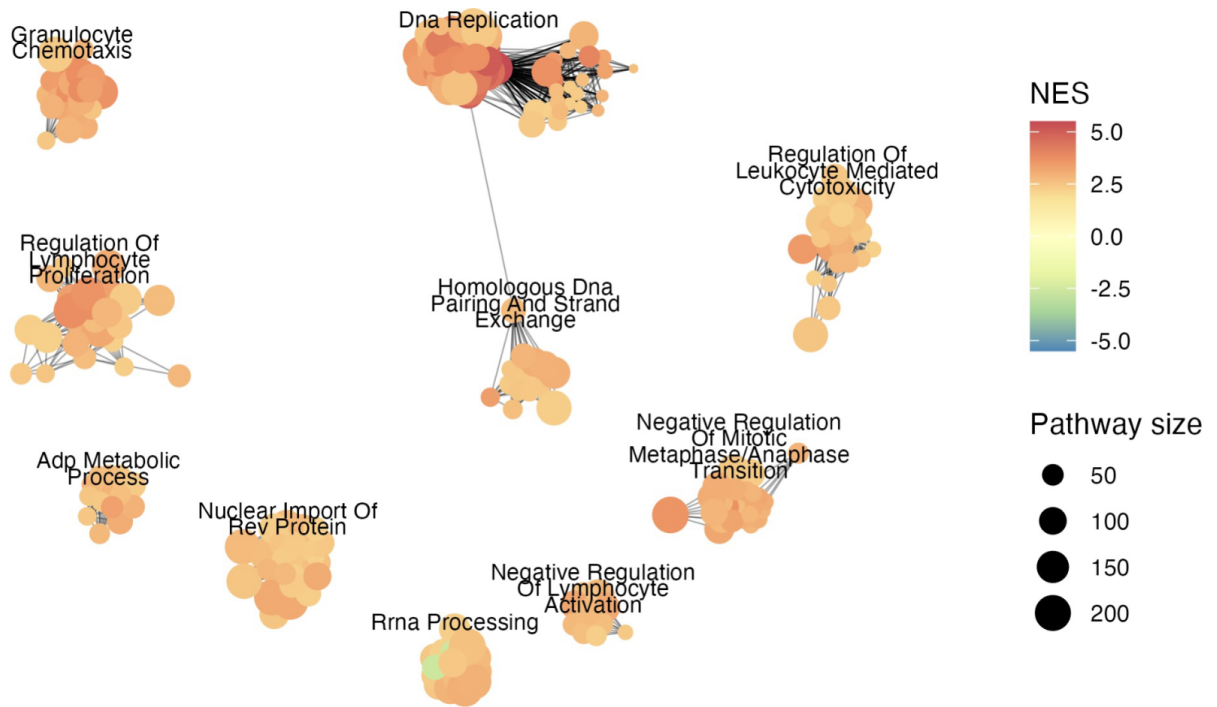 Granulocyte
Chemotaxis
Dna Replication
Regulation Of
Leukocyte Mediated
Cytotoxicity
Regulation Of
Lymphocyte
Proliferation
Homologous Dna
Pairing And Strand
Exchange
Negative Regulation
Of Mitotic
Metaphase/Anaphase
Transition
Adp Metabolic
Process
Nuclear Import Of
Rev Protein
Negative Regulation
Of Lymphocyte
Activation
Rrna Processing
NES
5.0
2.5
0.0
-2.5
-5.0
Pathway size
50
100
150
200